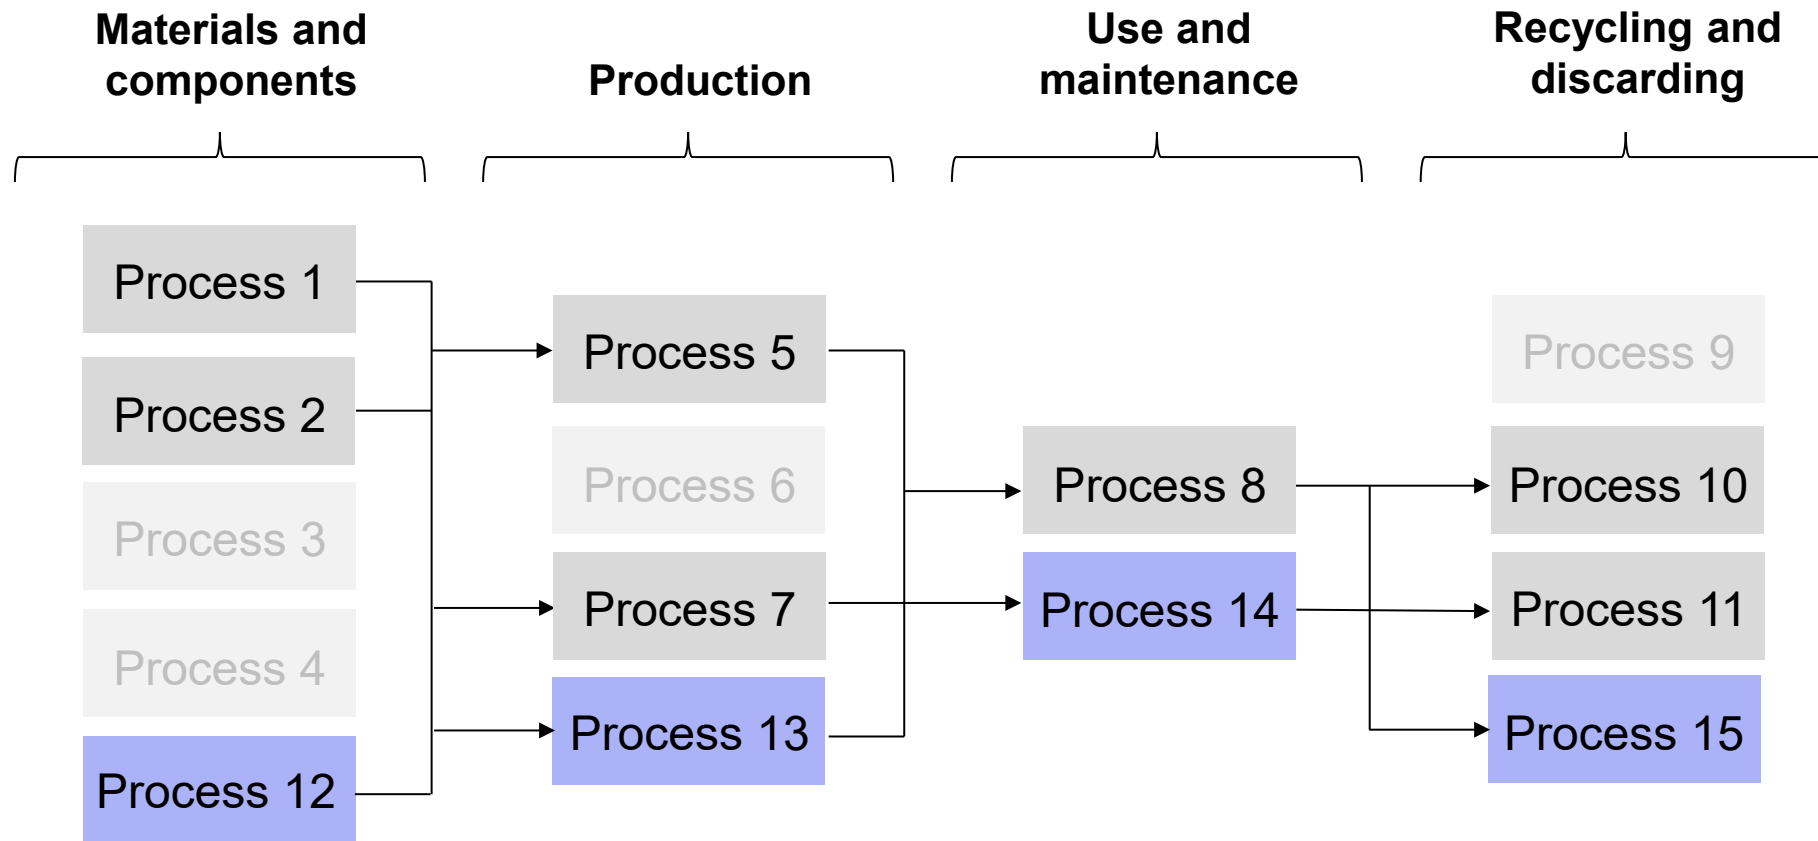 Materials and
components
Production
Use and
maintenance
Recycling and
discarding
Process 1
Process 2
Process 3
Process 4
Process 12
Process 5
Process 6
Process 7
Process 13
Process 8
Process 14
Process 9
Process 10
Process 11
Process 15